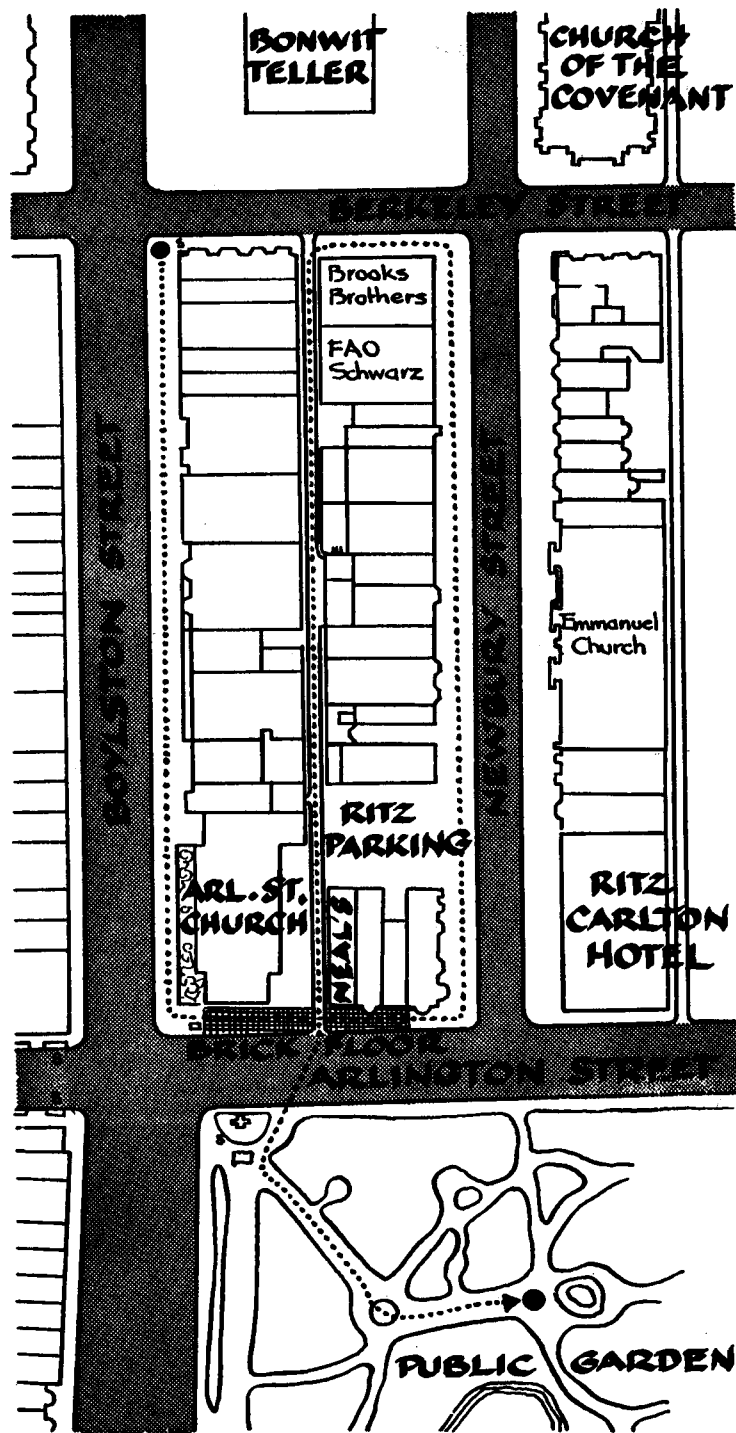 BONWIT
TELLER
CHURCH
OF THE
COVENANT
BERKELEY STREET
S
Brooks
Brothers
FAO
Schwarz
BOYLSTON STREET
NEWBURY STREET
Emmanuel
Church
RITZ
PARKING
ARL. ST.
CHURCH
NEAL'S
RITZ
CARLTON
HOTEL
BRICK FLOOR
ARLINGTON STREET
S
S
S
PUBLIC GARDEN